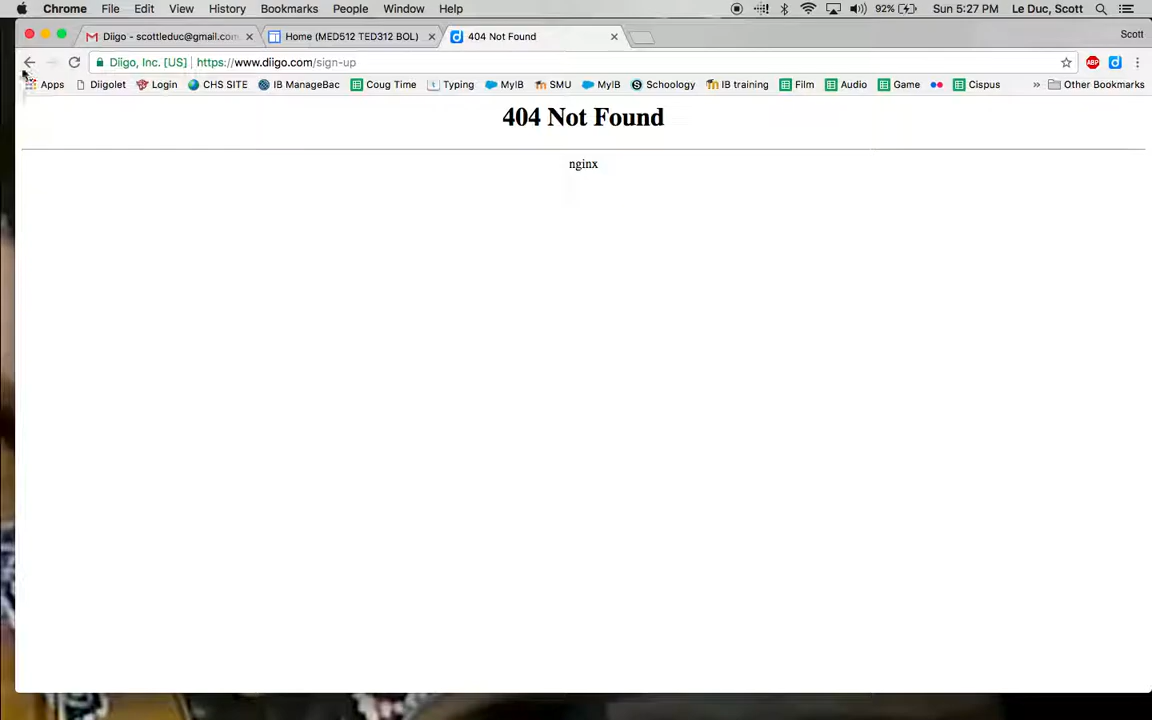 Chrome File Edit View History Bookmarks People Window Help 92% Sun 5:27 PM Le Duc, Scott
Diigo - scottleduc@gmail.com Home (MED512 TED312 BOL) 404 Not Found Scott
Diigo, Inc. [US] https://www.diigo.com/sign-up ABP
Apps Diigolet Login CHS SITE IB ManageBac Coug Time Typing MyIB SMU MyIB Schoology IB training Film Audio Game Cispus » Other Bookmarks
404 Not Found
nginx